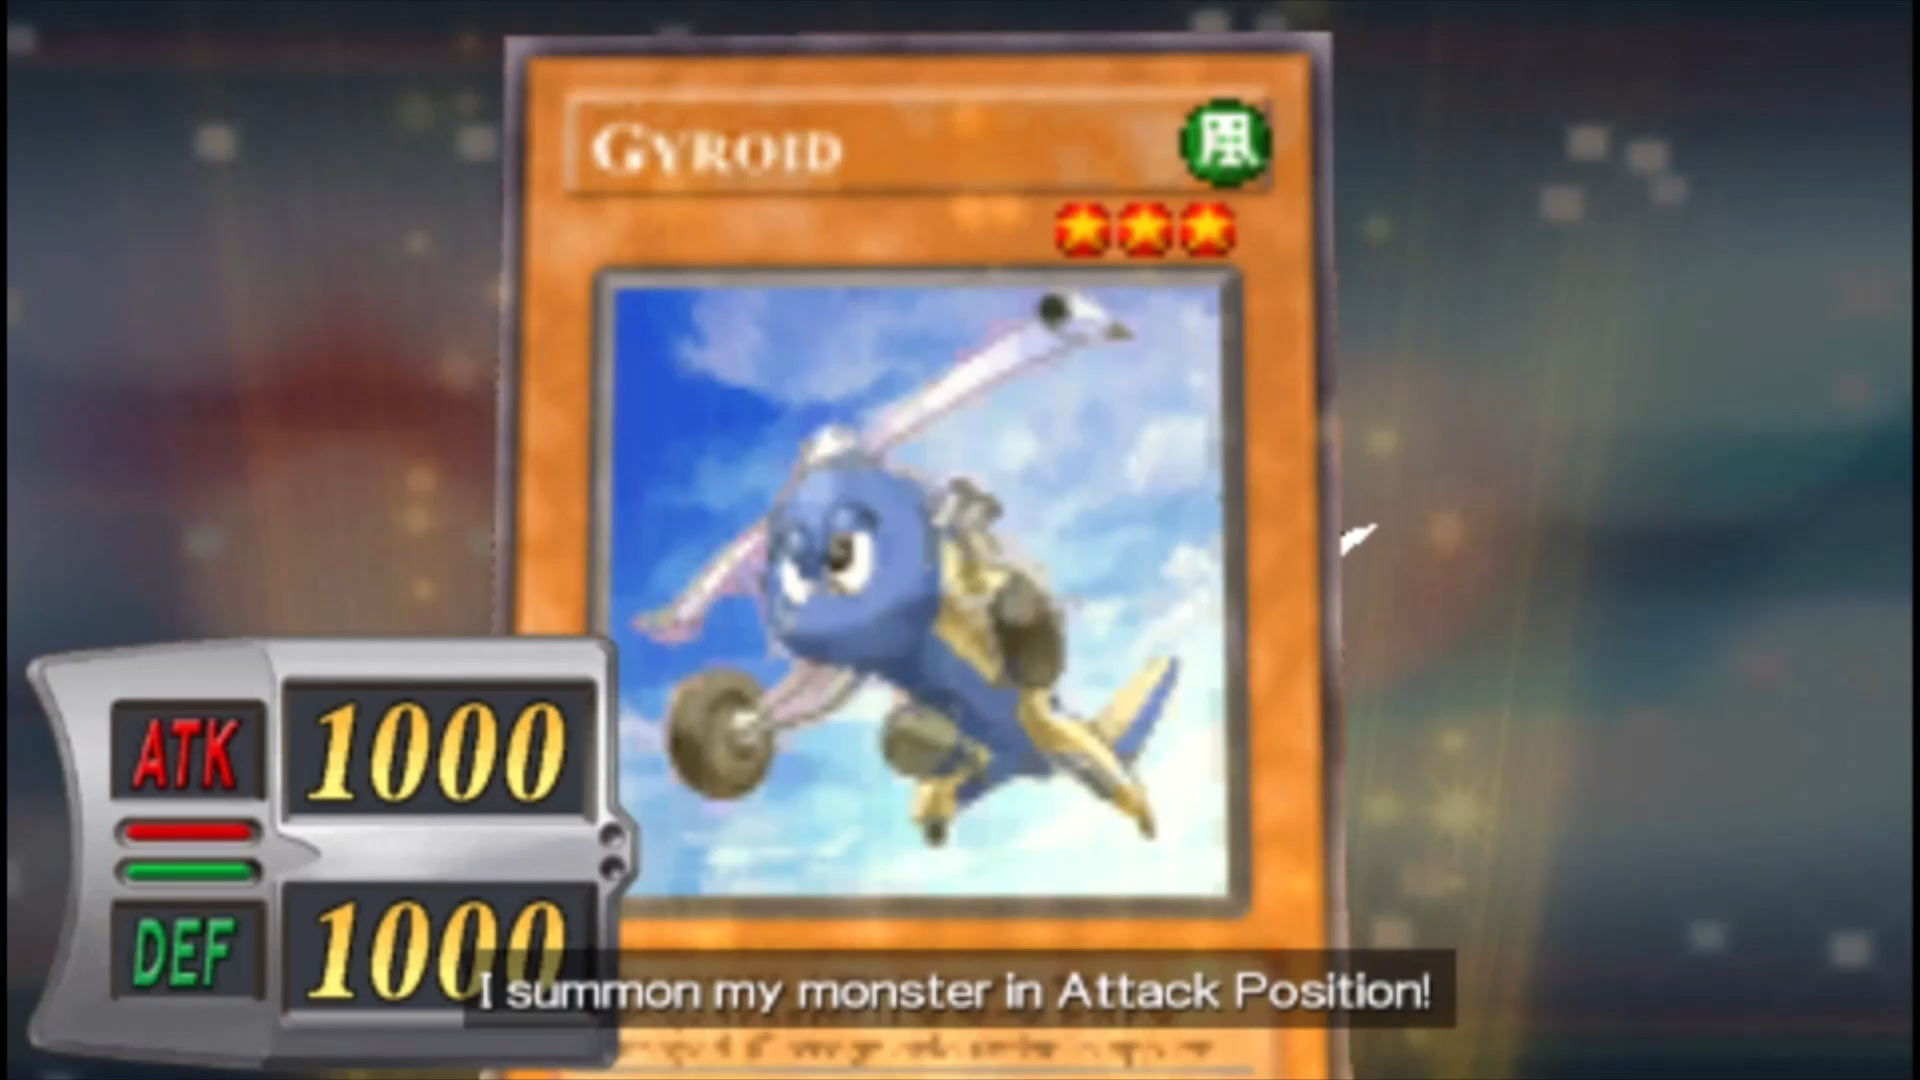 GYROID
風
ATK 1000
DEF 1000
I summon my monster in Attack Position!